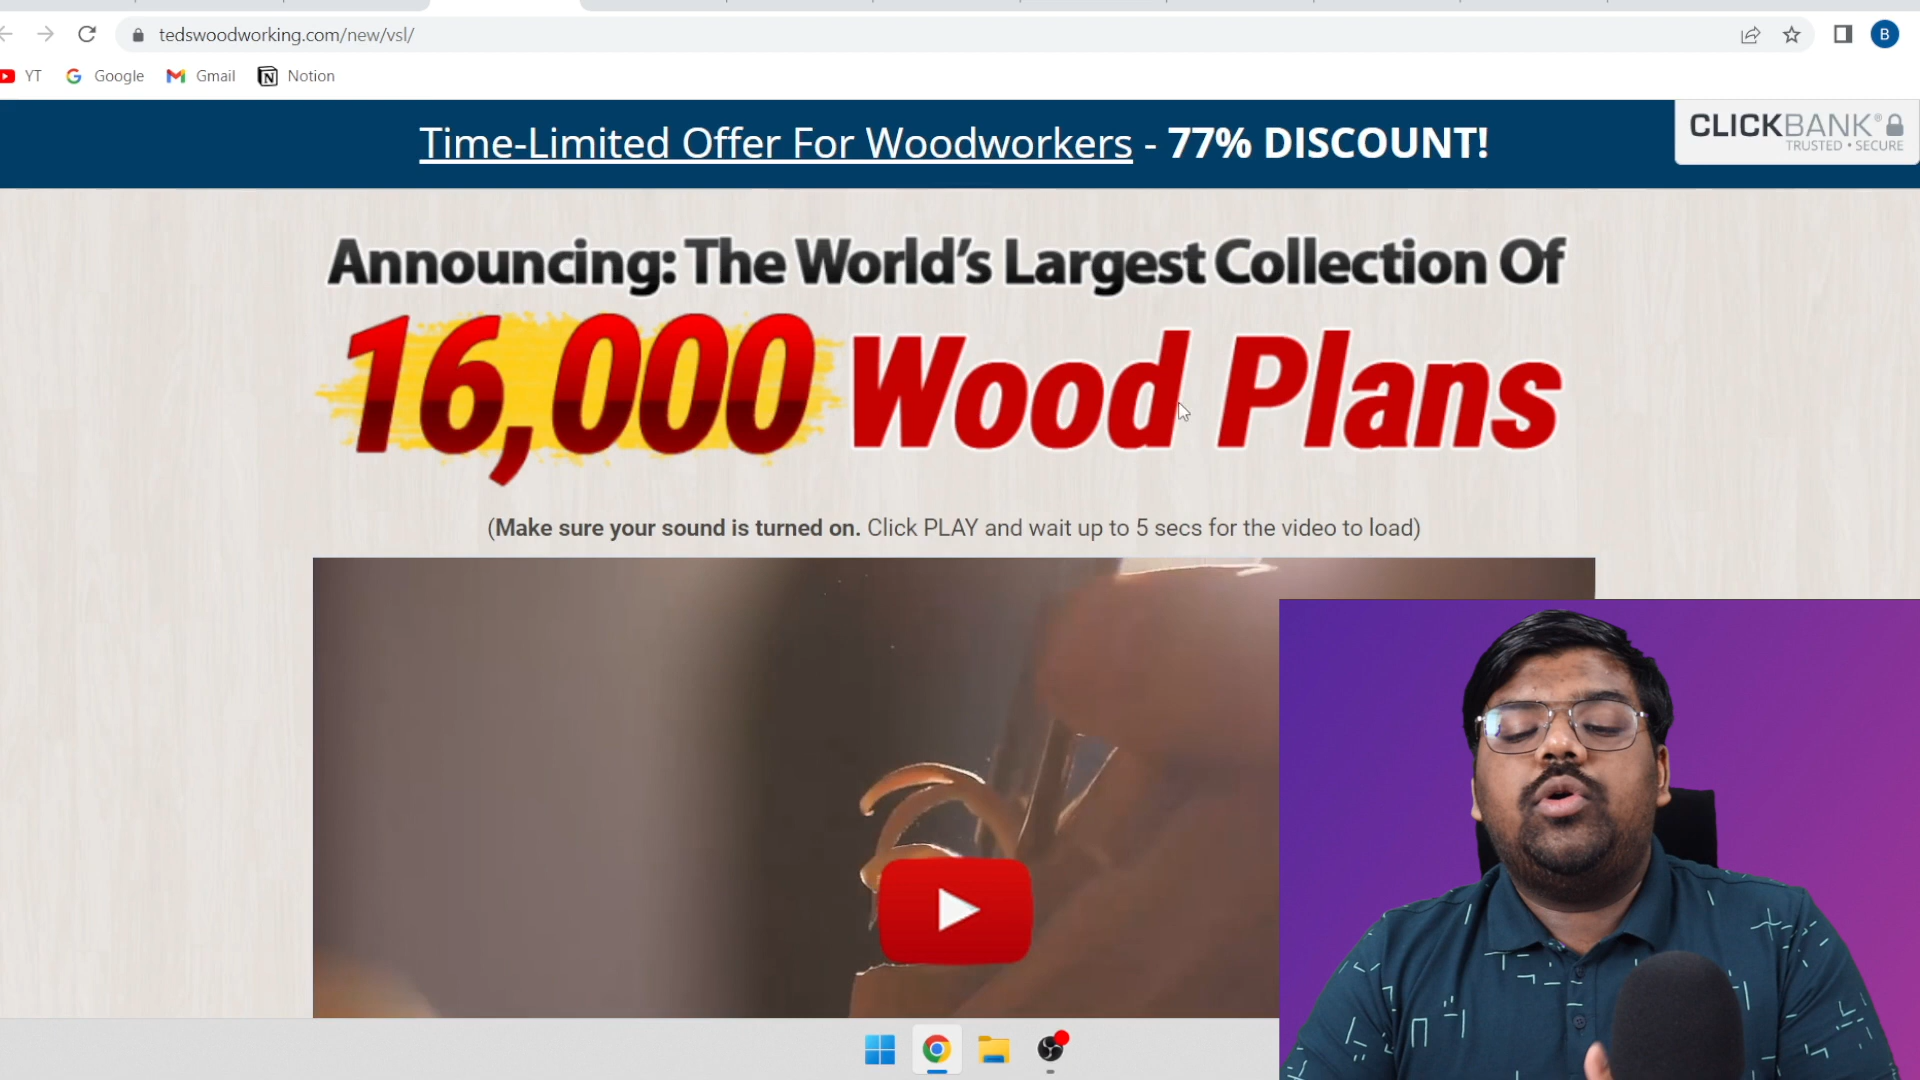 tedswoodworking.com/new/vsl/
B
YT
Google
Gmail
Notion
Time-Limited Offer For Woodworkers - 77% DISCOUNT!
CLICKBANK®
TRUSTED • SECURE
Announcing: The World's Largest Collection Of
16,000 Wood Plans
(Make sure your sound is turned on. Click PLAY and wait up to 5 secs for the video to load)